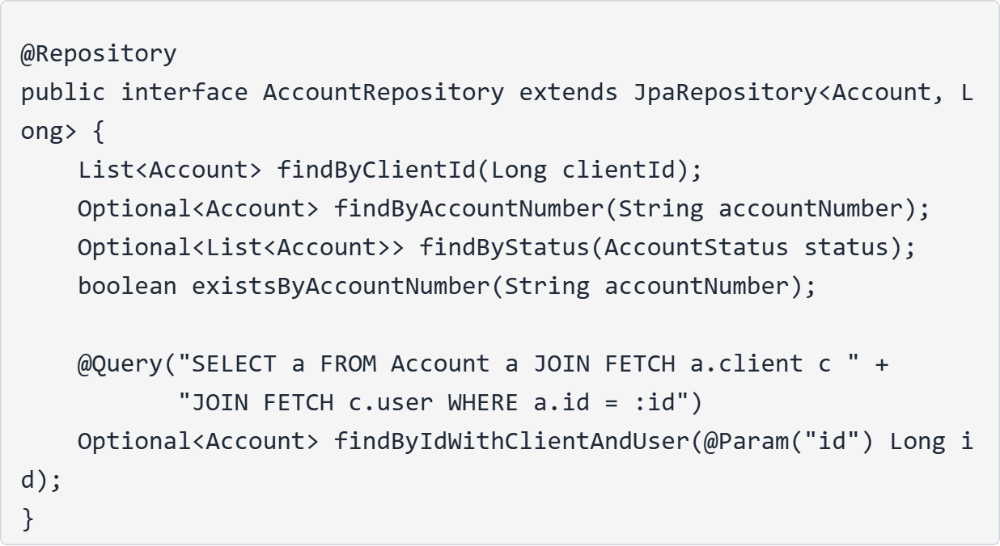 @Repository
public interface AccountRepository extends JpaRepository<Account, L
ong> {
    List<Account> findByClientId(Long clientId);
    Optional<Account> findByAccountNumber(String accountNumber);
    Optional<List<Account>> findByStatus(AccountStatus status);
    boolean existsByAccountNumber(String accountNumber);

    @Query("SELECT a FROM Account a JOIN FETCH a.client c " +
           "JOIN FETCH c.user WHERE a.id = :id")
    Optional<Account> findByIdWithClientAndUser(@Param("id") Long i
d);
}